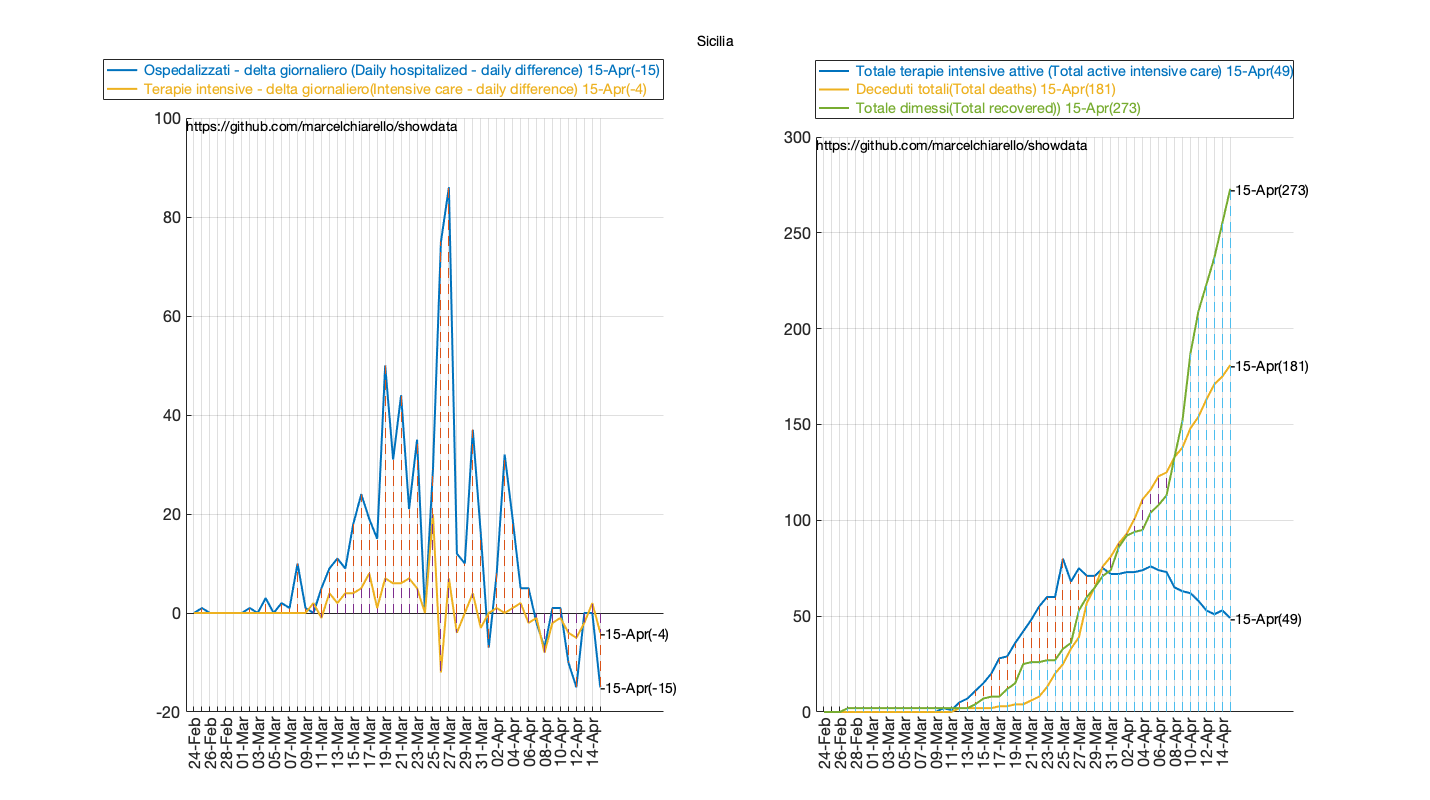 Sicilia
Ospedalizzati - delta giornaliero (Daily hospitalized - daily difference) 15-Apr(-15)
Terapie intensive - delta giornaliero(Intensive care - daily difference) 15-Apr(-4)
https://github.com/marcelchiarello/showdata
100
80
60
40
20
0
-20
-15-Apr(-4)
-15-Apr(-15)
24-Feb
26-Feb
28-Feb
01-Mar
03-Mar
05-Mar
07-Mar
09-Mar
11-Mar
13-Mar
15-Mar
17-Mar
19-Mar
21-Mar
23-Mar
25-Mar
27-Mar
29-Mar
31-Mar
02-Apr
04-Apr
06-Apr
08-Apr
10-Apr
12-Apr
14-Apr
Totale terapie intensive attive (Total active intensive care) 15-Apr(49)
Deceduti totali(Total deaths) 15-Apr(181)
Totale dimessi(Total recovered)) 15-Apr(273)
https://github.com/marcelchiarello/showdata
300
250
200
150
100
50
0
-15-Apr(273)
-15-Apr(181)
-15-Apr(49)
24-Feb
26-Feb
28-Feb
01-Mar
03-Mar
05-Mar
07-Mar
09-Mar
11-Mar
13-Mar
15-Mar
17-Mar
19-Mar
21-Mar
23-Mar
25-Mar
27-Mar
29-Mar
31-Mar
02-Apr
04-Apr
06-Apr
08-Apr
10-Apr
12-Apr
14-Apr